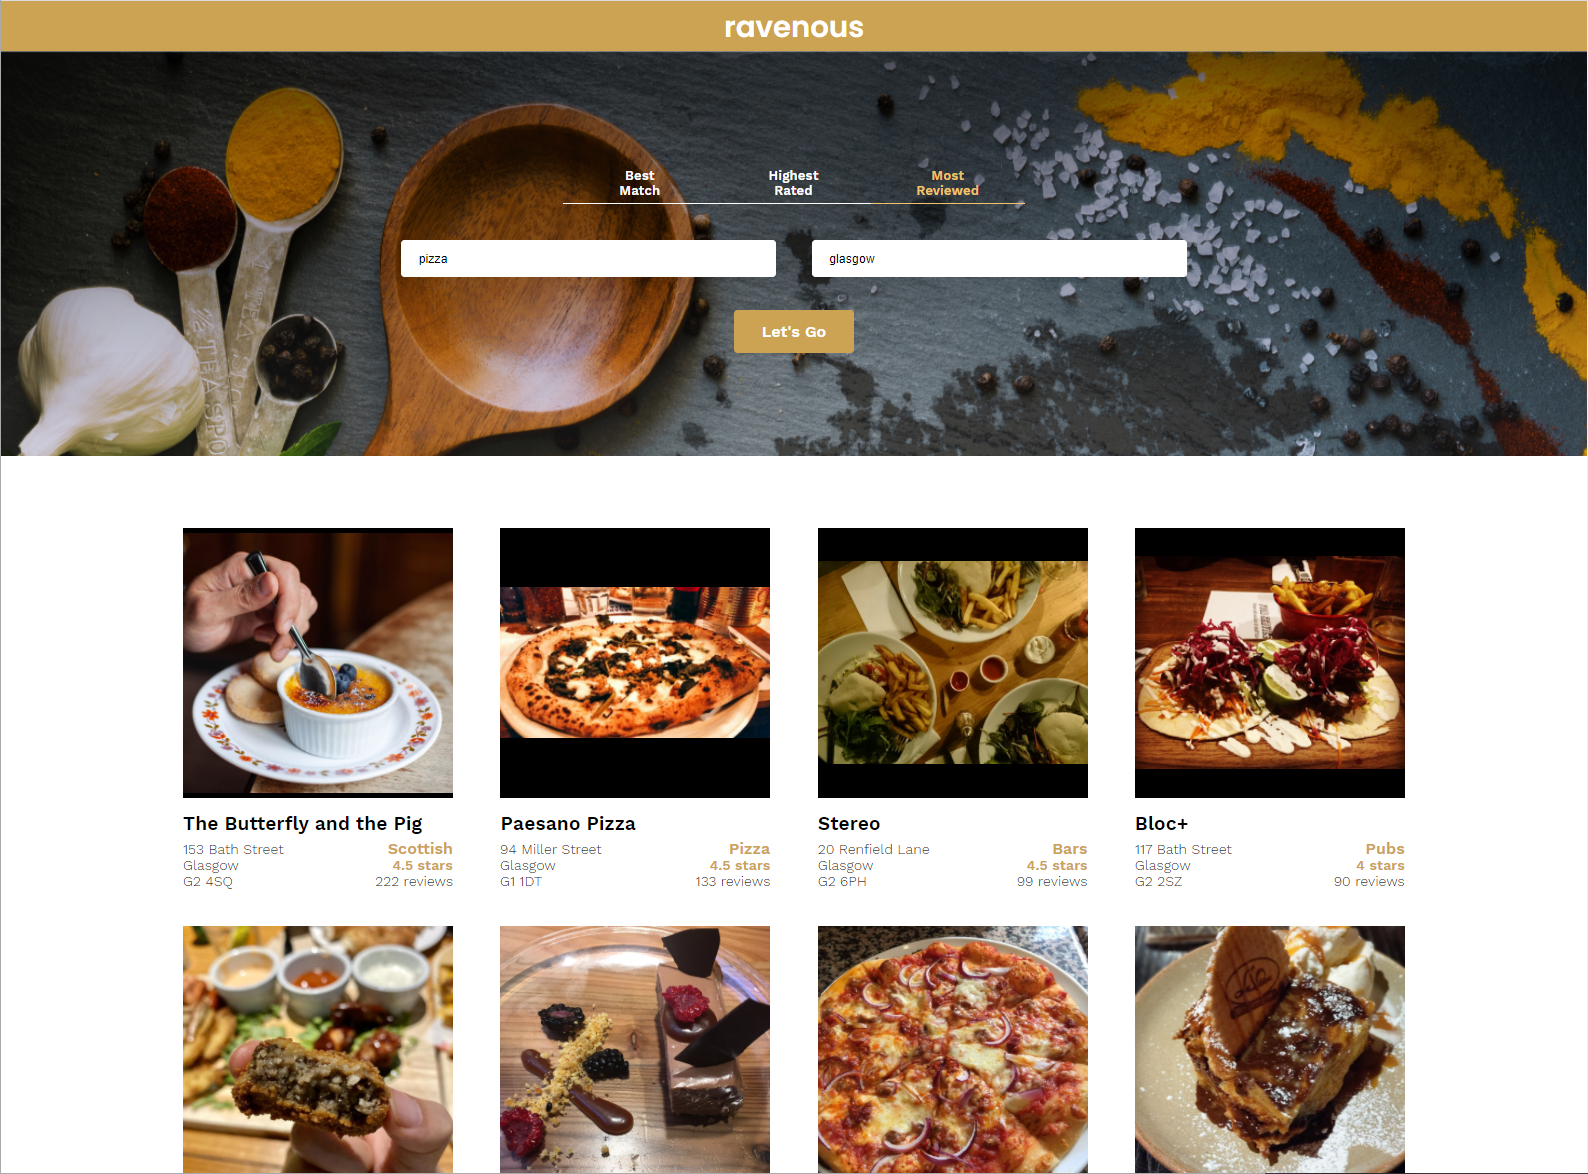 ravenous
Best
Match
Highest
Rated
Most
Reviewed
pizza
glasgow
Let's Go
The Butterfly and the Pig
153 Bath Street
Glasgow
G2 4SQ
Scottish
4.5 stars
222 reviews
Paesano Pizza
94 Miller Street
Glasgow
G1 1DT
Pizza
4.5 stars
133 reviews
Stereo
20 Renfield Lane
Glasgow
G2 6PH
Bars
4.5 stars
99 reviews
Bloc+
117 Bath Street
Glasgow
G2 2SZ
Pubs
4 stars
90 reviews